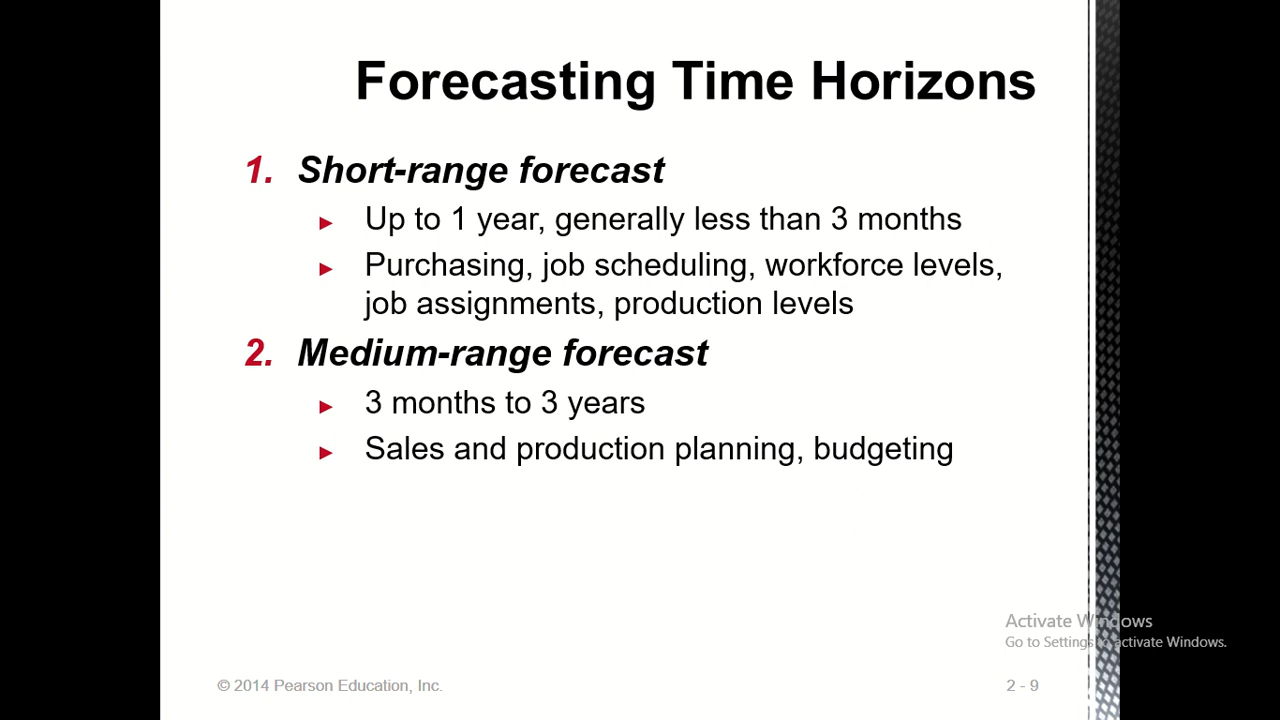 Forecasting Time Horizons
1. Short-range forecast
► Up to 1 year, generally less than 3 months
► Purchasing, job scheduling, workforce levels,
job assignments, production levels
2. Medium-range forecast
► 3 months to 3 years
► Sales and production planning, budgeting
Activate Windows
Go to Settings to activate Windows.
© 2014 Pearson Education, Inc.
2 - 9